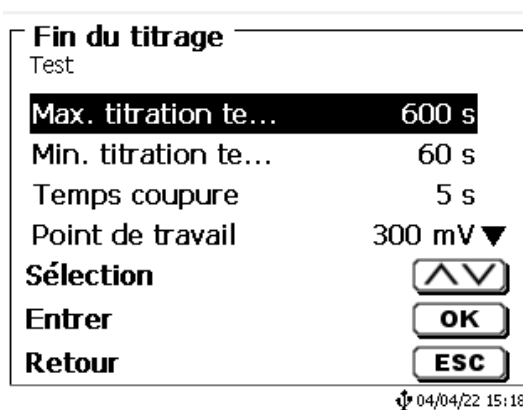 Fin du titrage
Test
Max. titration te... 600 s
Min. titration te... 60 s
Temps coupure 5 s
Point de travail 300 mV
Sélection
Entrer OK
Retour ESC
04/04/22 15:18